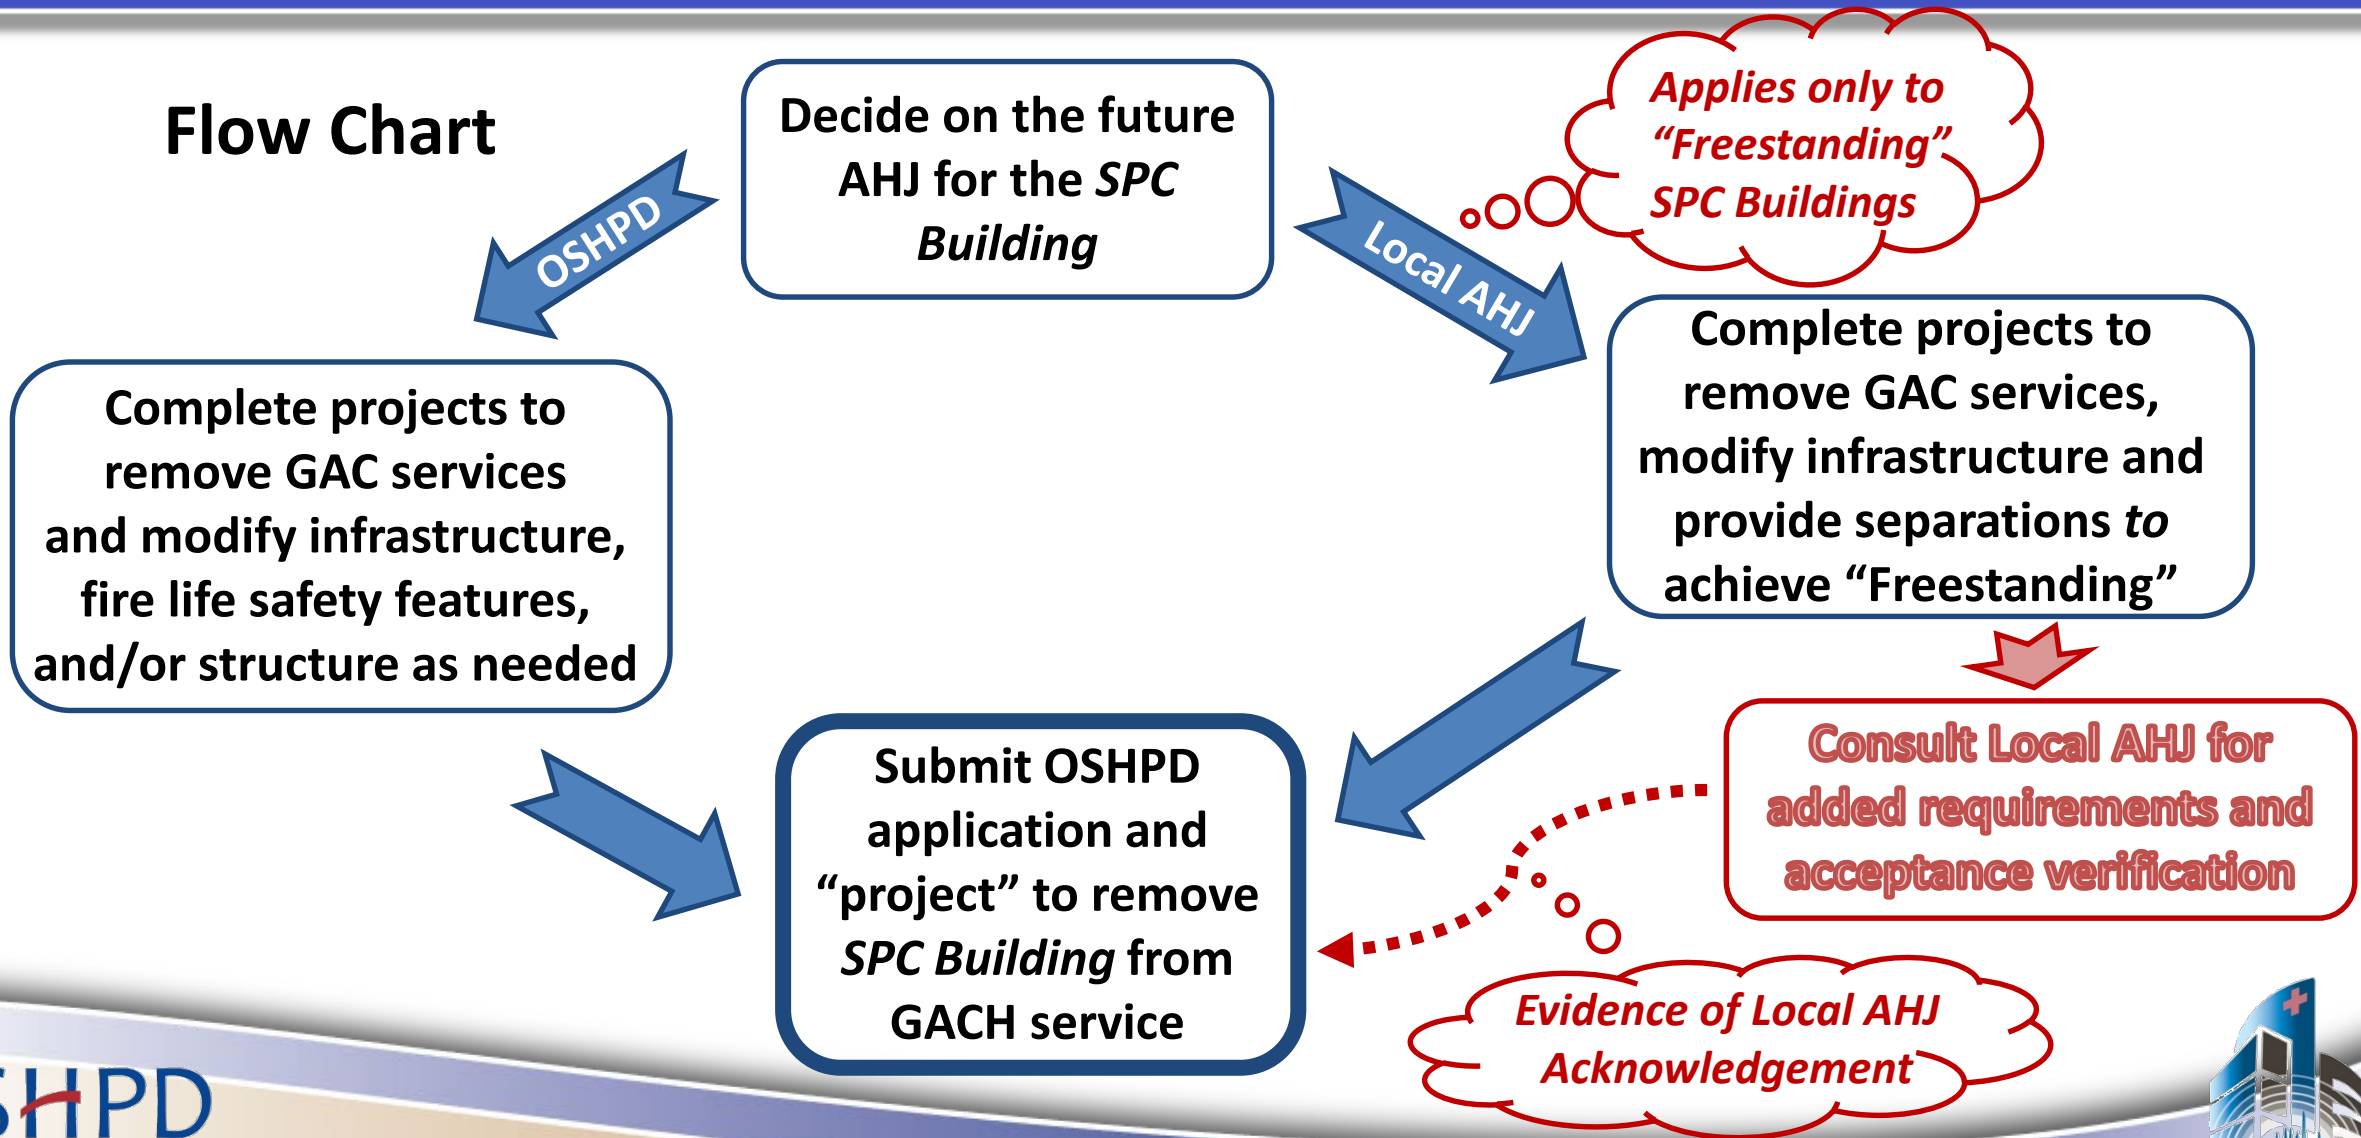 Flow Chart
Decide on the future
AHJ for the SPC
Building
Applies only to
“Freestanding”
SPC Buildings
OSHPD
Local AHJ
Complete projects to
remove GAC services
and modify infrastructure,
fire life safety features,
and/or structure as needed
Complete projects to
remove GAC services,
modify infrastructure and
provide separations to
achieve “Freestanding”
Submit OSHPD
application and
“project” to remove
SPC Building from
GACH service
Consult Local AHJ for
added requirements and
acceptance verification
Evidence of Local AHJ
Acknowledgement
SHPD